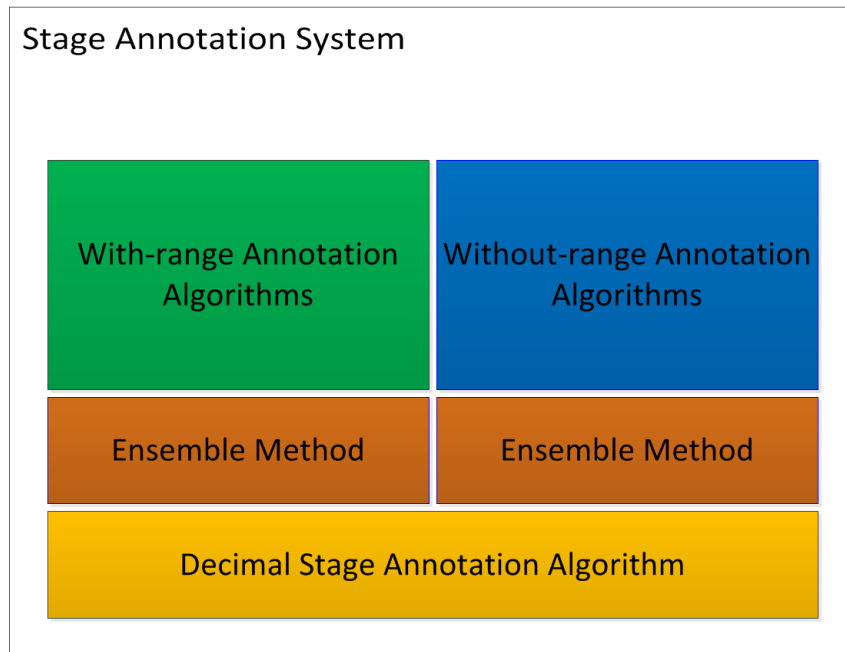 Stage Annotation System
With-range Annotation
Algorithms
Without-range Annotation
Algorithms
Ensemble Method
Ensemble Method
Decimal Stage Annotation Algorithm